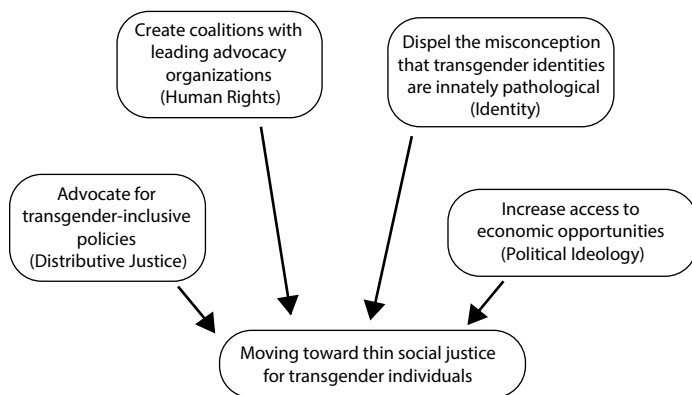 Create coalitions with
leading advocacy
organizations
(Human Rights)
Dispel the misconception
that transgender identities
are innately pathological
(Identity)
Advocate for
transgender-inclusive
policies
(Distributive Justice)
Increase access to
economic opportunities
(Political Ideology)
Moving toward thin social justice
for transgender individuals